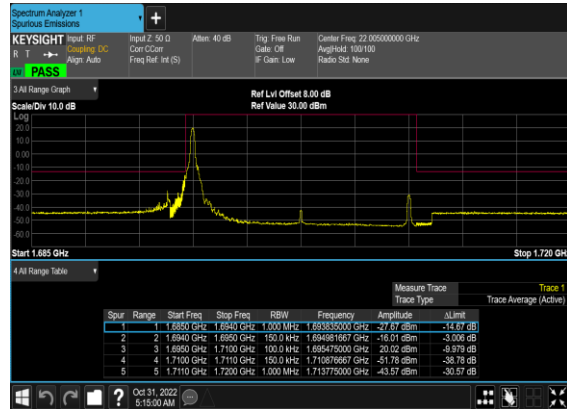 Spectrum Analyzer 1
Spurious Emissions
KEYSIGHT Input: RF Input Z: 50 Ω Atten: 40 dB Trig: Free Run Center Freq: 22.005000000 GHz
R T Coupling: DC Corr CCorr Gate: Off Avg|Hold: 100/100
Align: Auto Freq Ref: Int (S) IF Gain: Low Radio Std: None
PASS
3 All Range Graph
Ref Lvl Offset 8.00 dB
Scale/Div 10.0 dB Ref Value 30.00 dBm
Log
20.0
10.0
0.00
-10.0
-20.0
-30.0
-40.0
-50.0
-60.0
Start 1.685 GHz Stop 1.720 GH
4 All Range Table
Measure Trace Trace 1
Trace Type Trace Average (Active)
Spur Range Start Freq Stop Freq RBW Frequency Amplitude ΔLimit
1 1 1.6850 GHz 1.6940 GHz 1.000 MHz 1.693835000 GHz -27.67 dBm -14.67 dB
2 2 1.6940 GHz 1.6950 GHz 150.0 kHz 1.694981667 GHz -16.01 dBm -3.006 dB
3 3 1.6950 GHz 1.7100 GHz 100.0 kHz 1.695475000 GHz 20.02 dBm -9.979 dB
4 4 1.7100 GHz 1.7110 GHz 150.0 kHz 1.710876667 GHz -51.78 dBm -38.78 dB
5 5 1.7110 GHz 1.7200 GHz 1.000 MHz 1.713775000 GHz -43.57 dBm -30.57 dB
Oct 31, 2022
5:15:00 AM